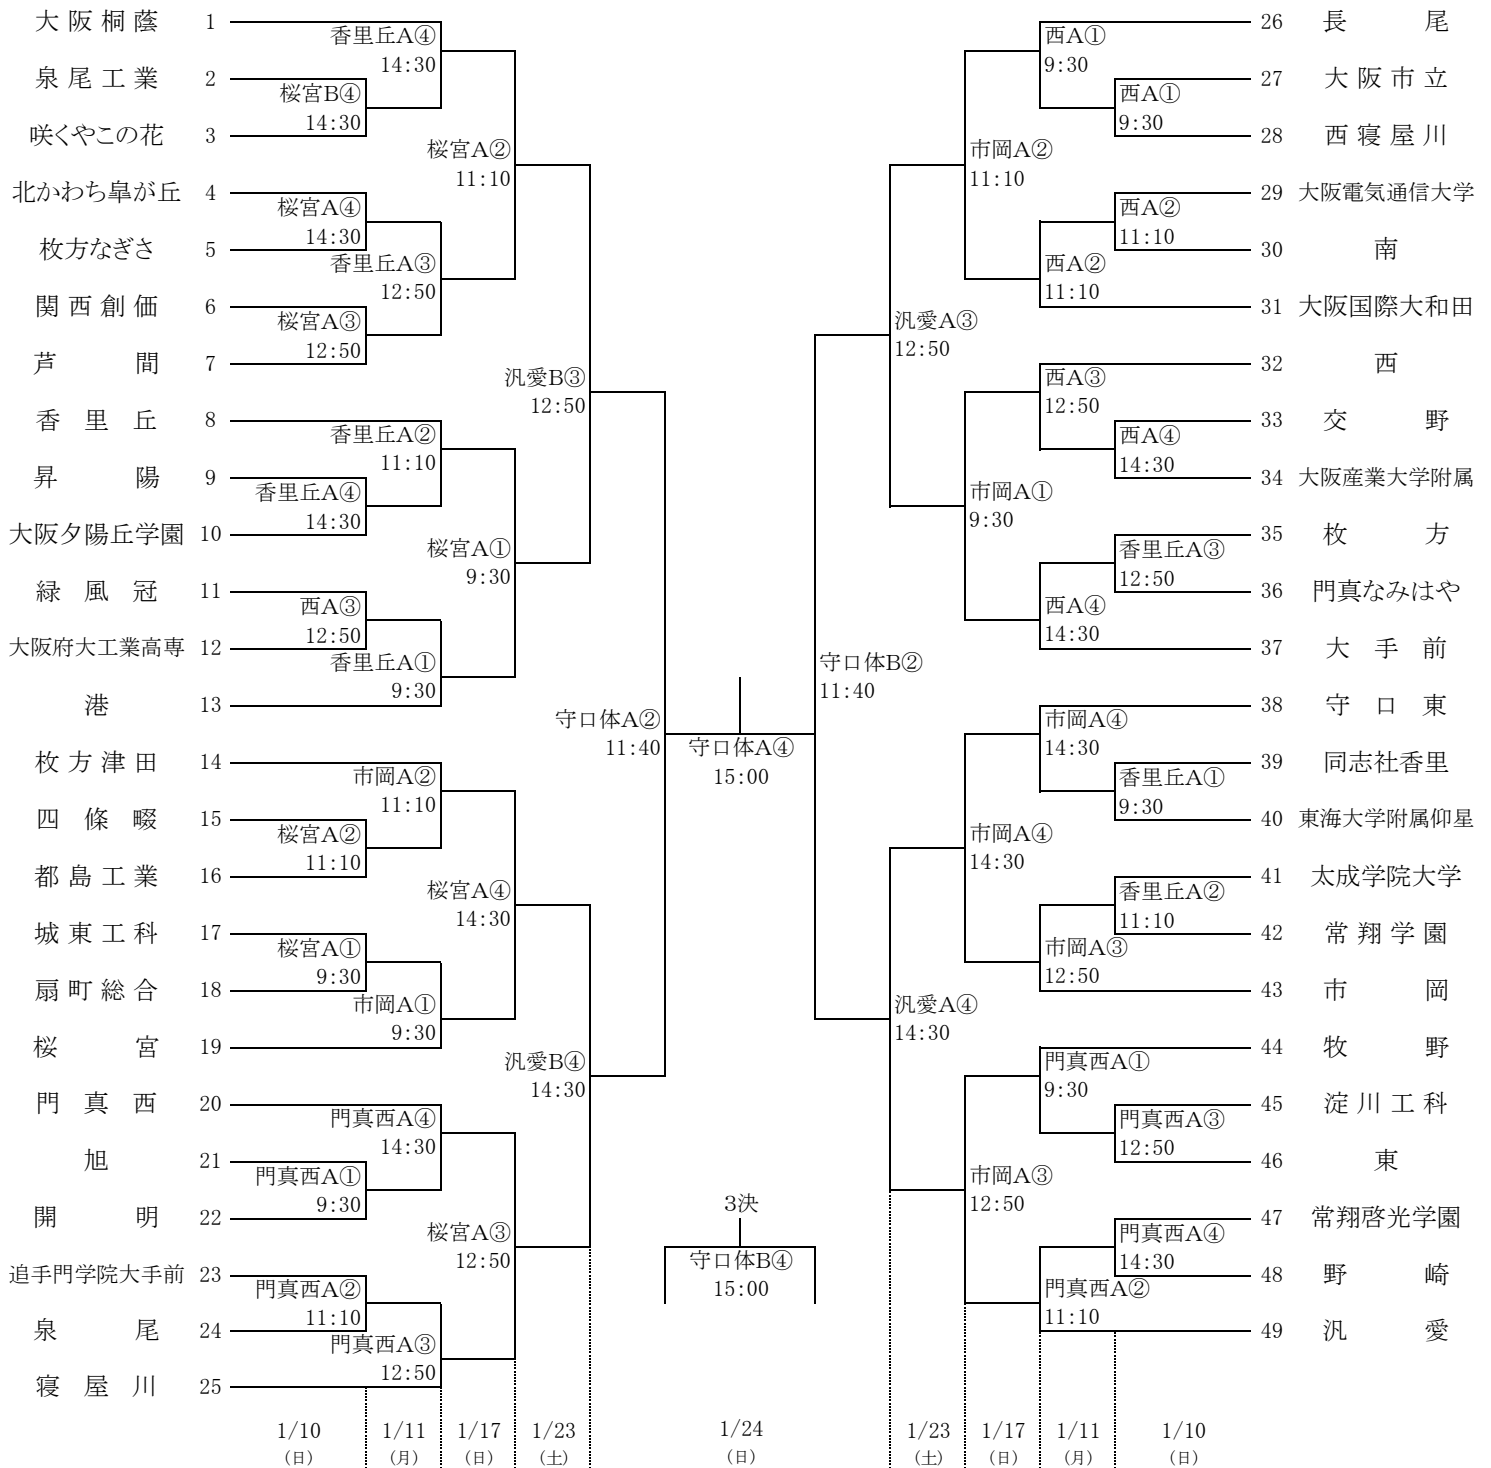 大阪桐蔭 1
泉尾工業 2
咲くやこの花 3
北かわち皐が丘 4
枚方なぎさ 5
関西創価 6
芦間 7
香里丘 8
昇陽 9
大阪夕陽丘学園 10
緑風冠 11
大阪府大工業高専 12
港 13
枚方津田 14
四條畷 15
都島工業 16
城東工科 17
扇町総合 18
桜宮 19
門真西 20
旭 21
開明 22
追手門学院大手前 23
泉尾 24
寝屋川 25
桜宮B④
14:30
桜宮A④
14:30
桜宮A③
12:50
香里丘A④
14:30
西A③
12:50
桜宮A②
11:10
桜宮A①
9:30
門真西A①
9:30
門真西A②
11:10
香里丘A④
14:30
香里丘A③
12:50
香里丘A②
11:10
香里丘A①
9:30
市岡A②
11:10
市岡A①
9:30
門真西A④
14:30
門真西A③
12:50
桜宮A②
11:10
桜宮A①
9:30
桜宮A④
14:30
桜宮A③
12:50
汎愛B③
12:50
汎愛B④
14:30
守口体A②
11:40
守口体A④
15:00
3決
守口体B④
15:00
守口体B②
11:40
汎愛A③
12:50
汎愛A④
14:30
市岡A②
11:10
市岡A①
9:30
市岡A④
14:30
市岡A③
12:50
西A①
9:30
西A②
11:10
西A③
12:50
西A④
14:30
市岡A④
14:30
市岡A③
12:50
門真西A①
9:30
門真西A②
11:10
西A①
9:30
西A②
11:10
西A④
14:30
香里丘A③
12:50
香里丘A①
9:30
香里丘A②
11:10
門真西A③
12:50
門真西A④
14:30
26 長尾
27 大阪市立
28 西寝屋川
29 大阪電気通信大学
30 南
31 大阪国際大和田
32 西
33 交野
34 大阪産業大学附属
35 枚方
36 門真なみはや
37 大手前
38 守口東
39 同志社香里
40 東海大学附属仰星
41 太成学院大学
42 常翔学園
43 市岡
44 牧野
45 淀川工科
46 東
47 常翔啓光学園
48 野崎
49 汎愛
1/10 1/11 1/17 1/23 1/24 1/23 1/17 1/11 1/10
(日) (月) (日) (土) (日) (土) (日) (月) (日)